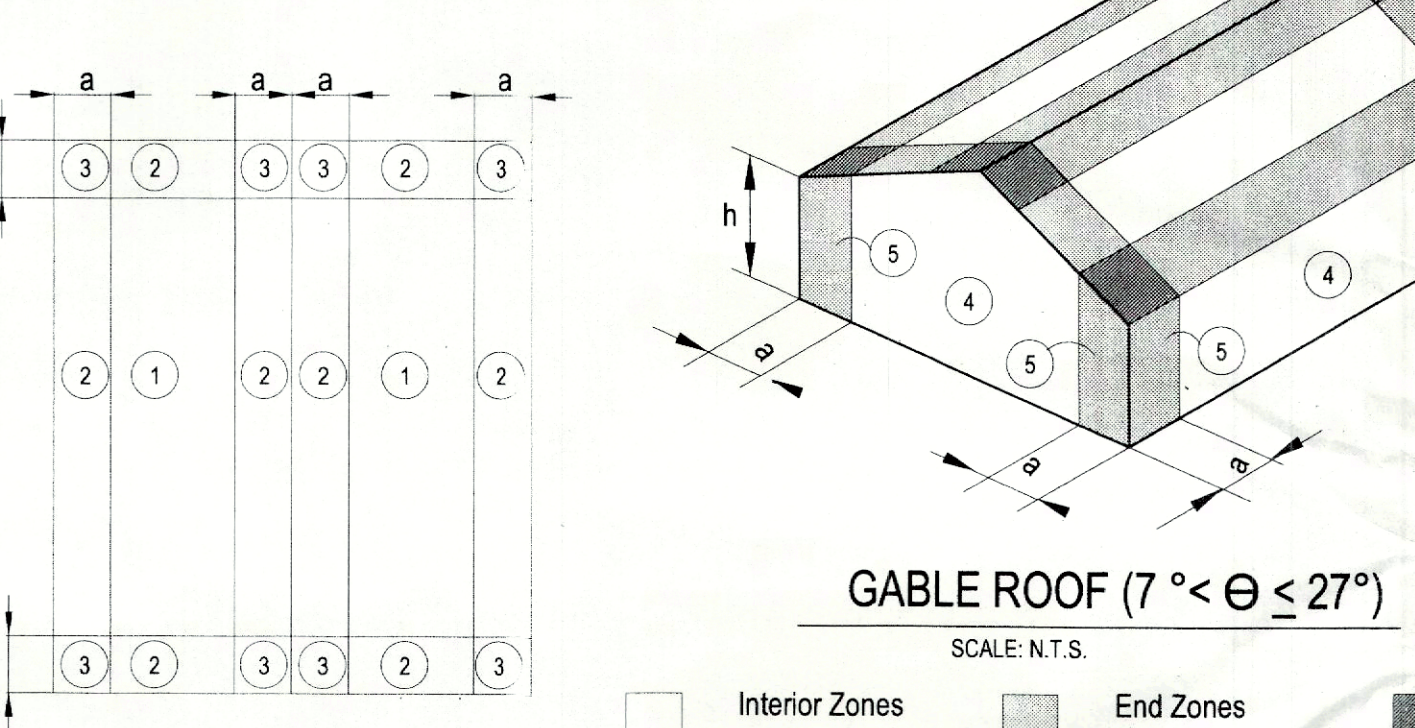 a a a a
3 2 3 3 2 3
2 1 2 2 1 2
3 2 3 3 2 3
h
5
4
4
5
5
a
a
a
GABLE ROOF (7 °< Θ ≤ 27°)
SCALE: N.T.S.
Interior Zones End Zones